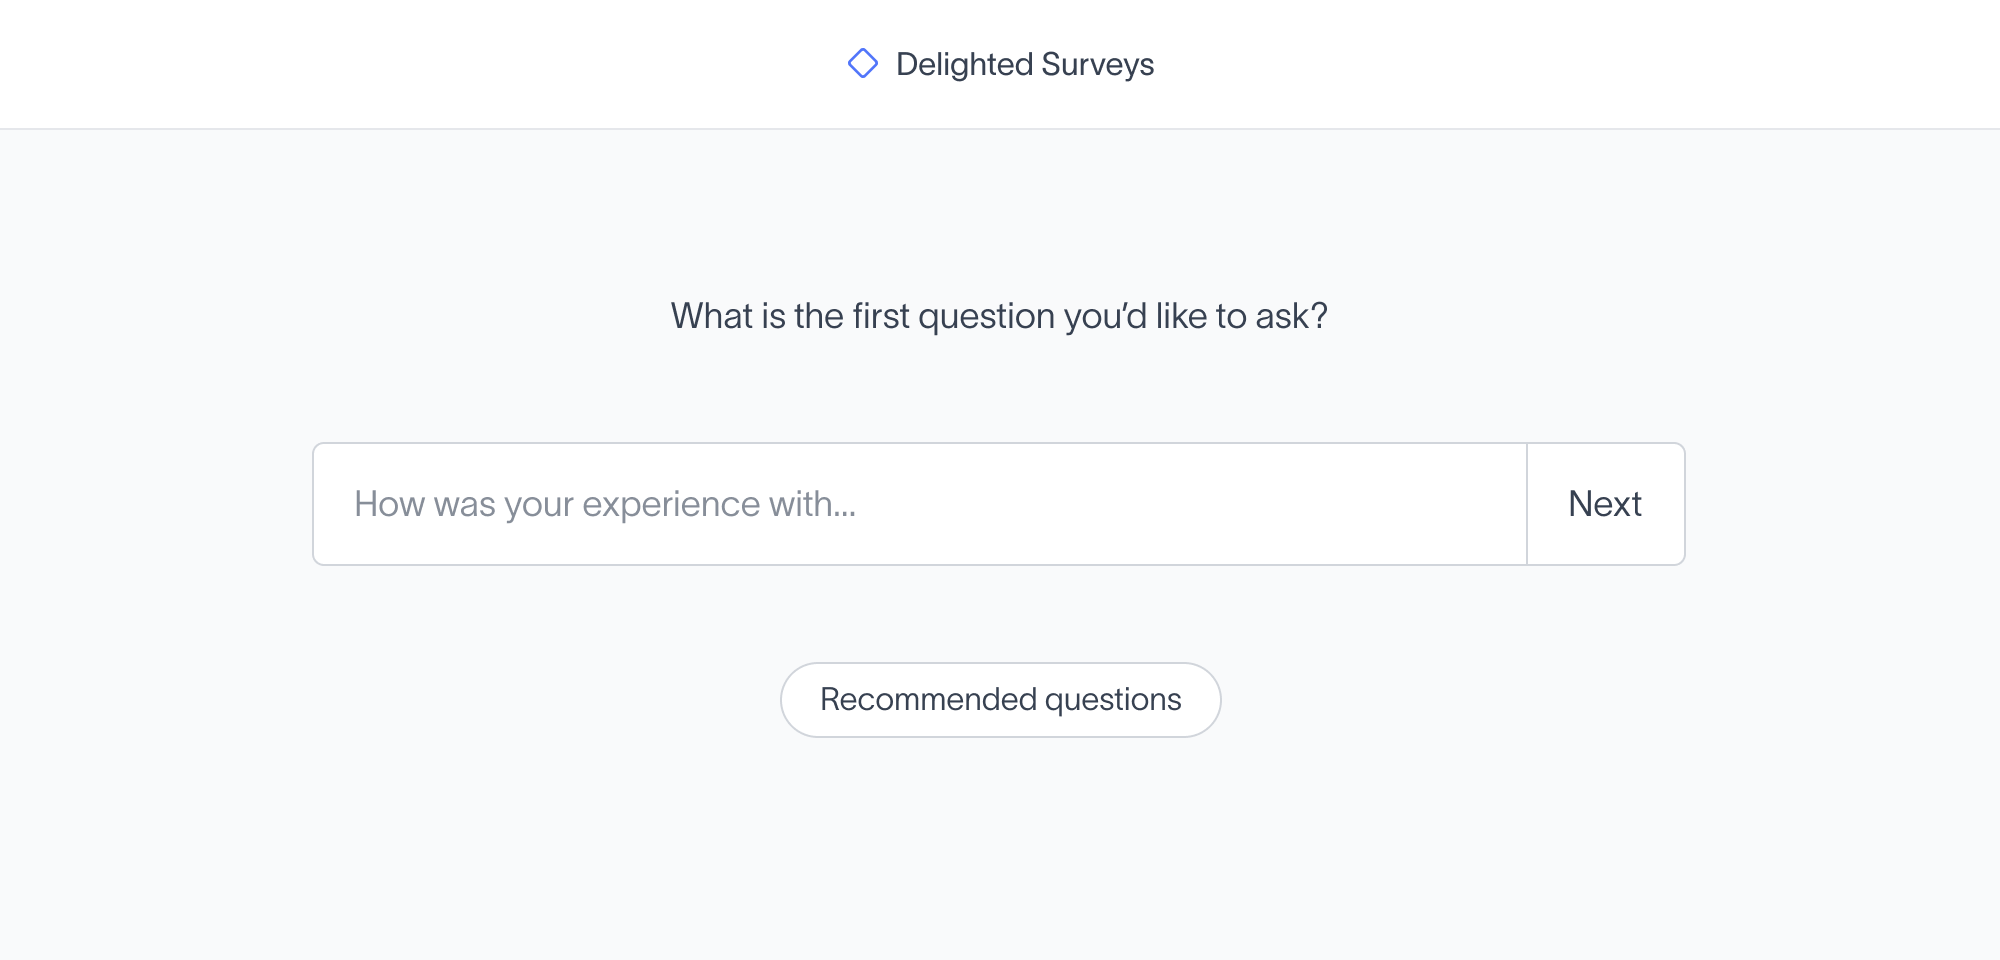 Delighted Surveys
What is the first question you’d like to ask?
How was your experience with...
Next
Recommended questions